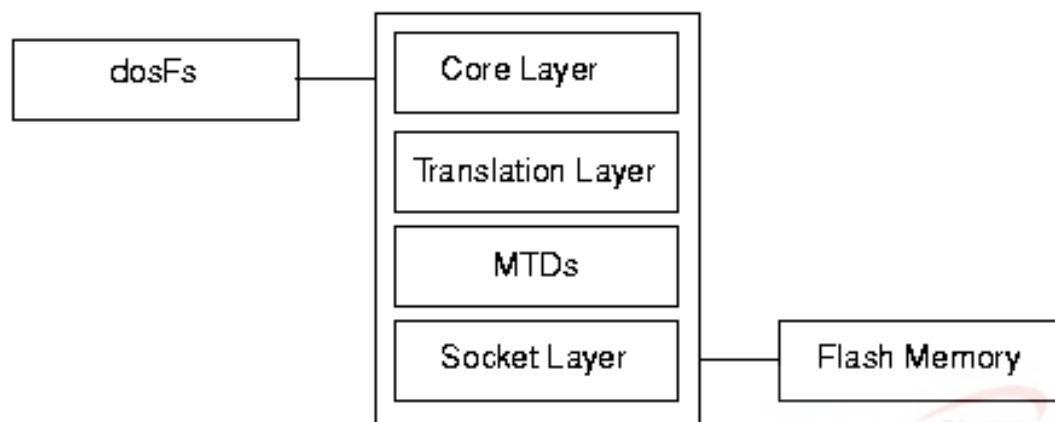 dosFs
Core Layer
Translation Layer
MTDs
Socket Layer
Flash Memory